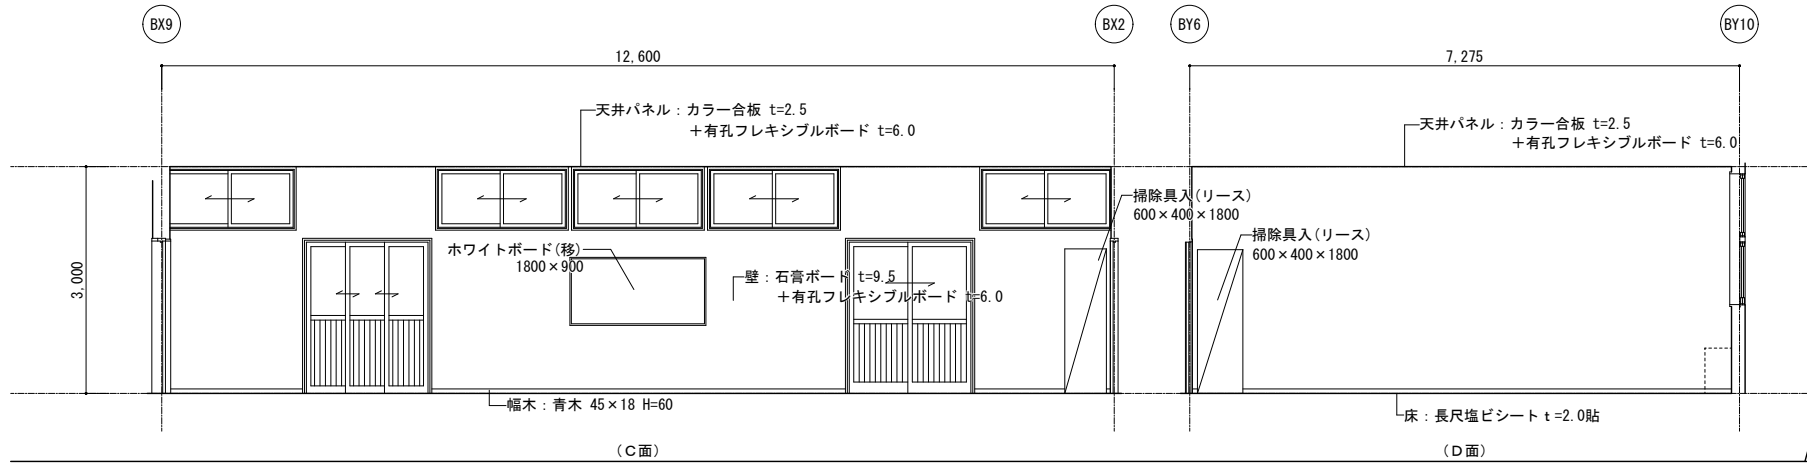 BX9
BX2
BY6
BY10
12,600
7,275
天井パネル：カラー合板 t=2.5
＋有孔フレキシブルボード t=6.0
天井パネル：カラー合板 t=2.5
＋有孔フレキシブルボード t=6.0
掃除具入(リース)
600×400×1800
掃除具入(リース)
600×400×1800
ホワイトボード(移)
1800×900
壁：石膏ボード t=9.5
＋有孔フレキシブルボード t=6.0
3,000
幅木：青木 45×18 H=60
床：長尺塩ビシート t=2.0貼
(C面)
(D面)